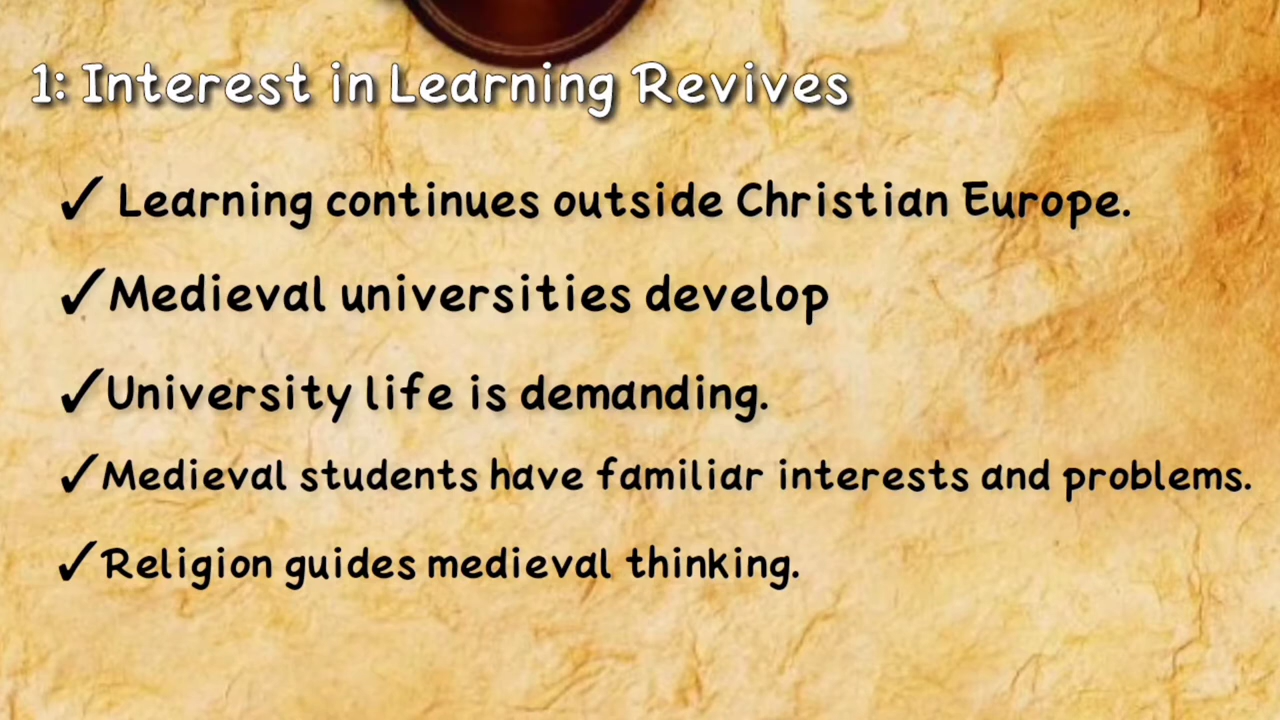 1: Interest in Learning Revives
✓ Learning continues outside Christian Europe.
✓Medieval universities develop
✓University life is demanding.
✓Medieval students have familiar interests and problems.
✓Religion guides medieval thinking.